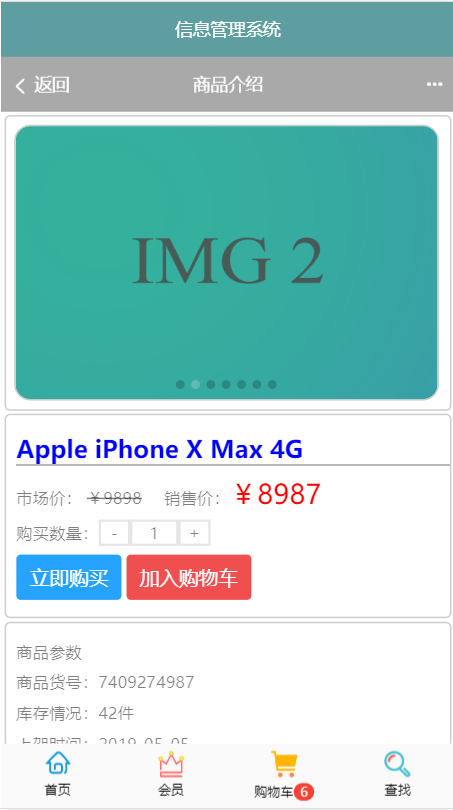 信息管理系统
返回 商品介绍
IMG 2
Apple iPhone X Max 4G
市场价: ￥9898 销售价: ￥8987
购买数量: - 1 +
立即购买 加入购物车
商品参数
商品货号: 7409274987
库存情况: 42件
上架时间: 2019-05-05
首页 会员 购物车 6 查找